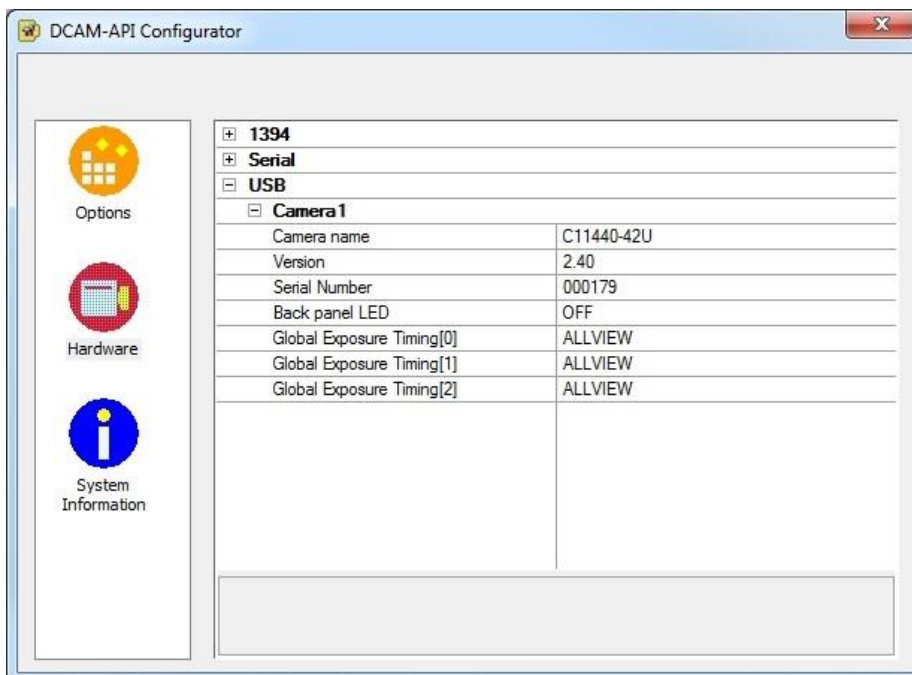 DCAM-API Configurator
Options
Hardware
System
Information
1394
Serial
USB
Camera1
Camera name C11440-42U
Version 2.40
Serial Number 000179
Back panel LED OFF
Global Exposure Timing[0] ALLVIEW
Global Exposure Timing[1] ALLVIEW
Global Exposure Timing[2] ALLVIEW